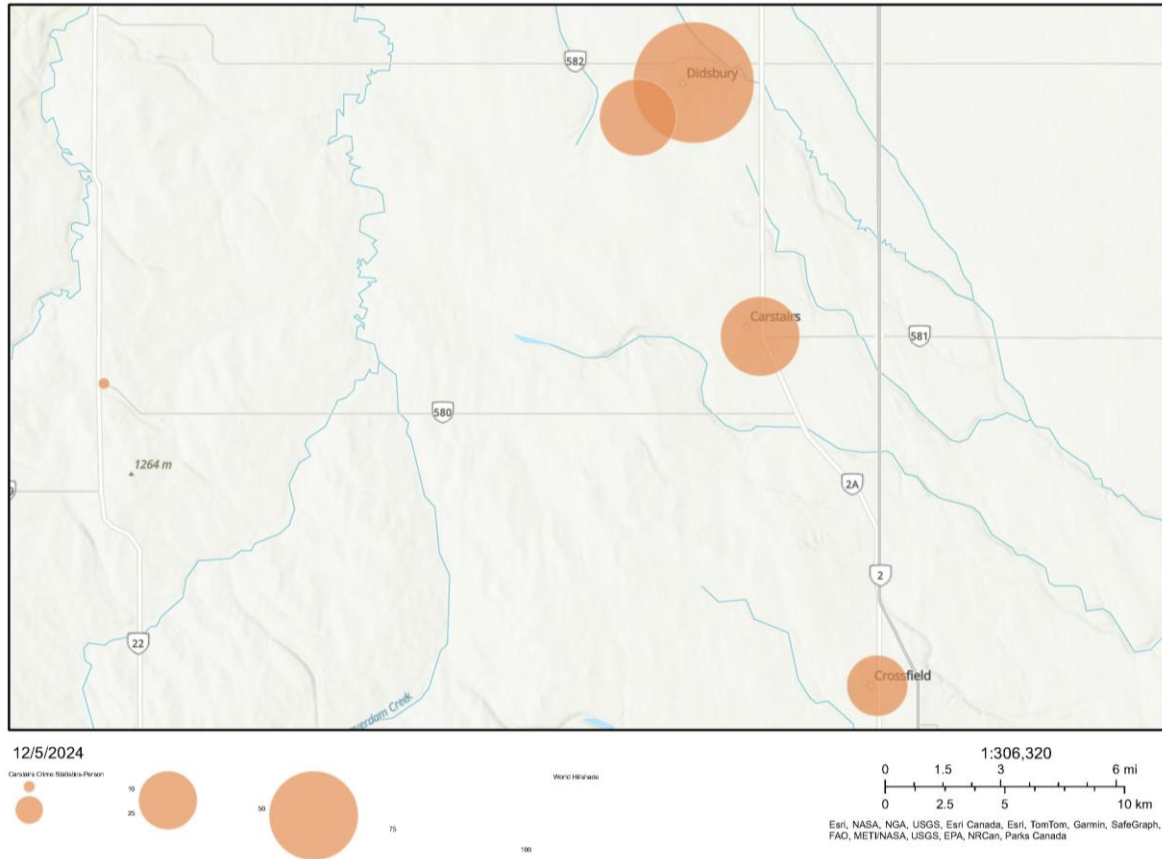 582
Didsbury
Carstairs
581
580
1264 m
2A
2
22
Crossfield
12/5/2024
Carstairs Crime Statistics-Person
10
25
50
75
100
World Hillshade
1:306,320
0 1.5 3 6 mi
0 2.5 5 10 km
Esri, NASA, NGA, USGS, Esri Canada, Esri, TomTom, Garmin, SafeGraph,
FAO, METI/NASA, USGS, EPA, NRCan, Parks Canada
Creek